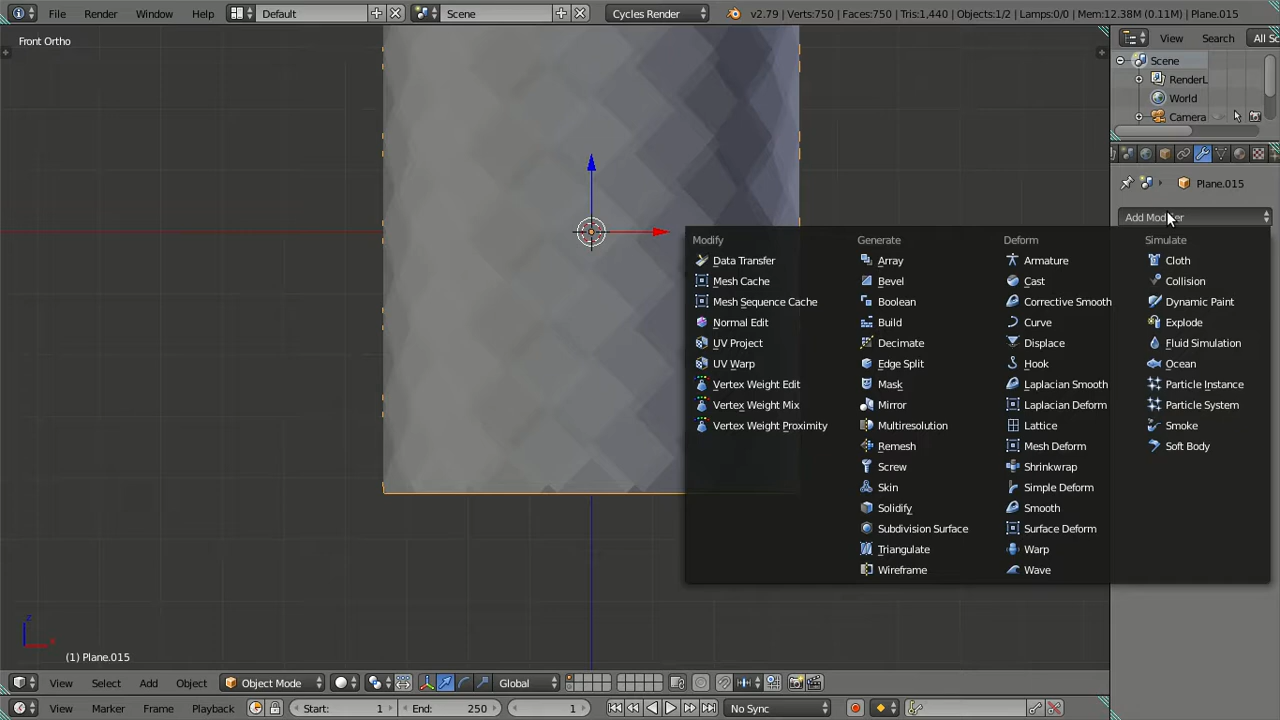 File Render Window Help Default Scene Cycles Render v2.79 | Verts:750 | Faces:750 | Tris:1,440 | Objects:1/2 | Lamps:0/0 | Mem:12.38M (0.11M) | Plane.015
Front Ortho
View Search All Sc
Scene
RenderL
World
Camera
Plane.015
Add Modifier
Modify Generate Deform Simulate
Data Transfer Array Armature Cloth
Mesh Cache Bevel Cast Collision
Mesh Sequence Cache Boolean Corrective Smooth Dynamic Paint
Normal Edit Build Curve Explode
UV Project Decimate Displace Fluid Simulation
UV Warp Edge Split Hook Ocean
Vertex Weight Edit Mask Laplacian Smooth Particle Instance
Vertex Weight Mix Mirror Laplacian Deform Particle System
Vertex Weight Proximity Multiresolution Lattice Smoke
Remesh Mesh Deform Soft Body
Screw Shrinkwrap
Skin Simple Deform
Solidify Smooth
Subdivision Surface Surface Deform
Triangulate Warp
Wireframe Wave
z
x
(1) Plane.015
View Select Add Object Object Mode Global
View Marker Frame Playback Start: 1 End: 250 1 No Sync